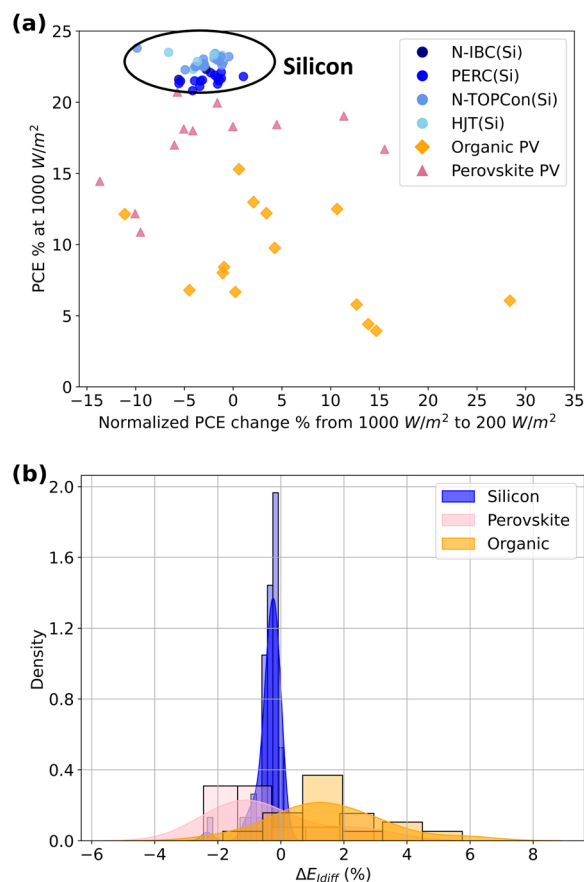 (a)
25
20
15
10
5
0
PCE % at 1000 W/m²
Silicon
N-IBC(Si)
PERC(Si)
N-TOPCon(Si)
HJT(Si)
Organic PV
Perovskite PV
−15 −10 −5 0 5 10 15 20 25 30 35
Normalized PCE change % from 1000 W/m² to 200 W/m²
(b)
2.0
1.6
1.2
0.8
0.4
0.0
Density
Silicon
Perovskite
Organic
−6 −4 −2 0 2 4 6 8
ΔE_Idiff (%)